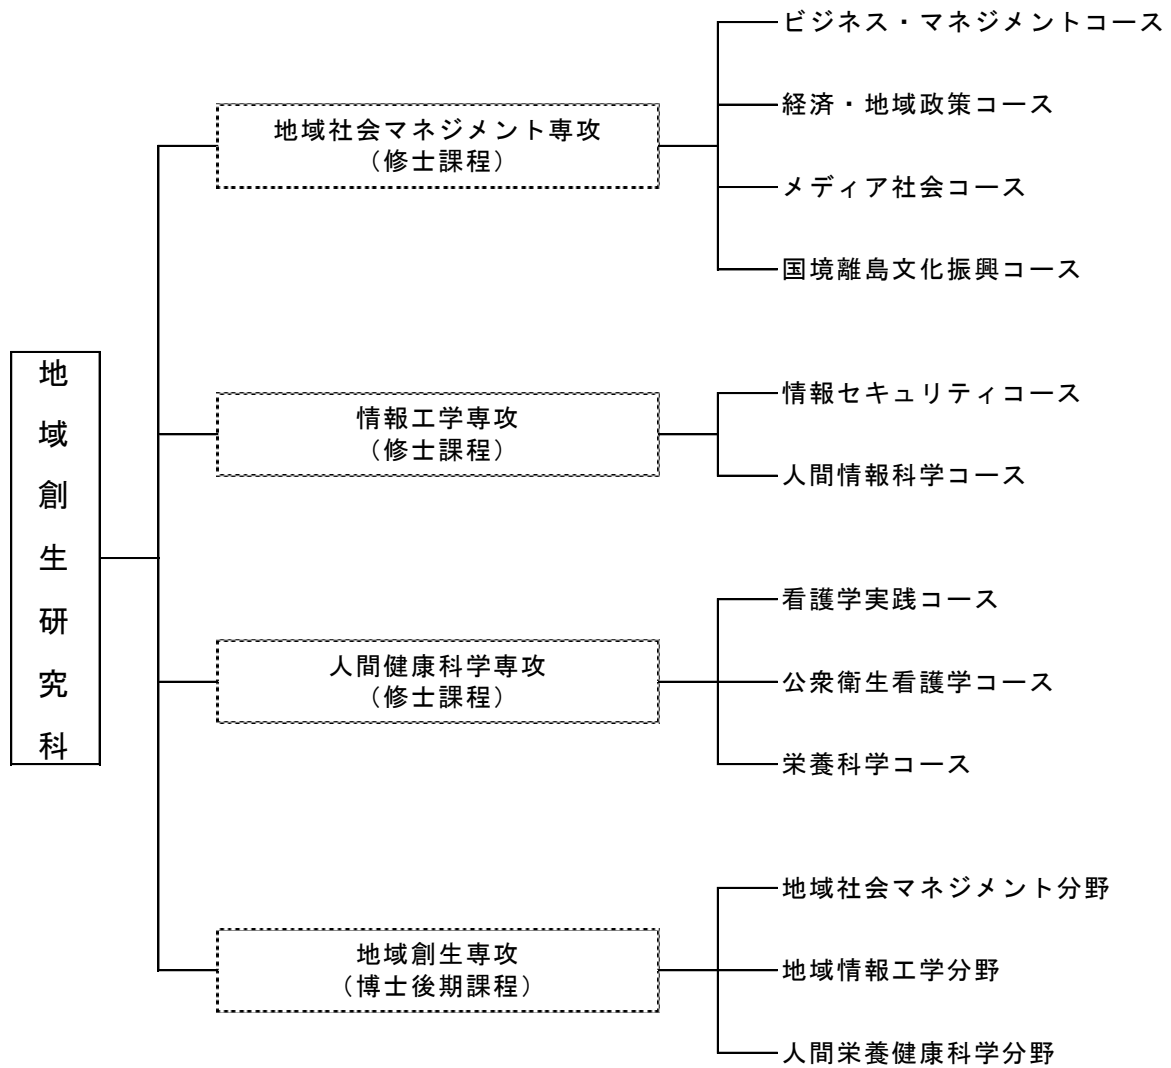 地域創生研究科
地域社会マネジメント専攻
（修士課程）
ビジネス・マネジメントコース
経済・地域政策コース
メディア社会コース
国境離島文化振興コース
情報工学専攻
（修士課程）
情報セキュリティコース
人間情報科学コース
人間健康科学専攻
（修士課程）
看護学実践コース
公衆衛生看護学コース
栄養科学コース
地域創生専攻
（博士後期課程）
地域社会マネジメント分野
地域情報工学分野
人間栄養健康科学分野